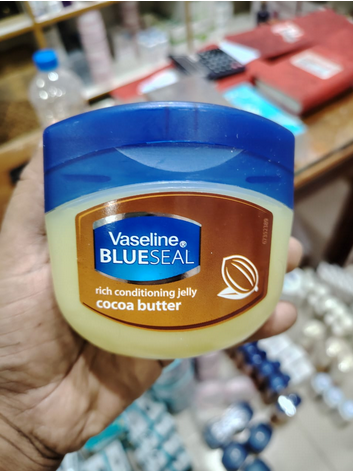 Vaseline®
BLUESEAL
rich conditioning jelly
cocoa butter